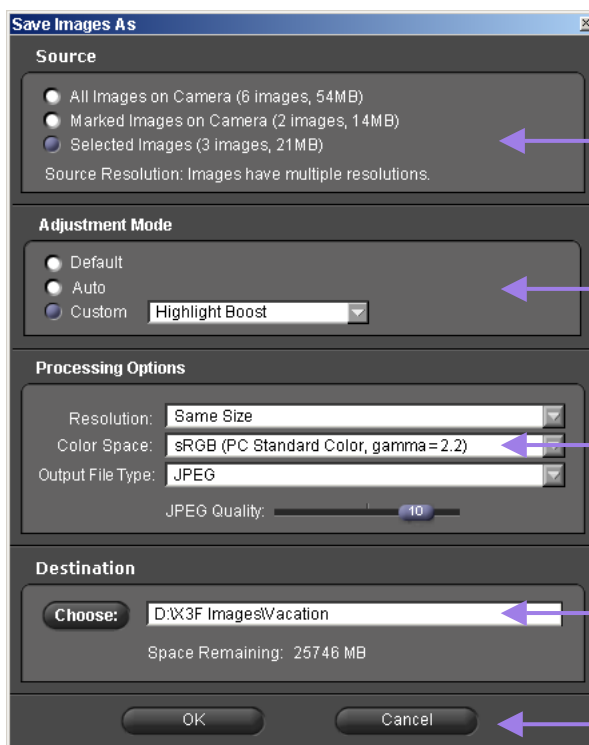 Save Images As
Source
All Images on Camera (6 images, 54MB)
Marked Images on Camera (2 images, 14MB)
Selected Images (3 images, 21MB)
Source Resolution: Images have multiple resolutions.
Adjustment Mode
Default
Auto
Custom Highlight Boost
Processing Options
Resolution: Same Size
Color Space: sRGB (PC Standard Color, gamma=2.2)
Output File Type: JPEG
JPEG Quality: 10
Destination
Choose: D:\X3F Images\Vacation
Space Remaining: 25746 MB
OK Cancel